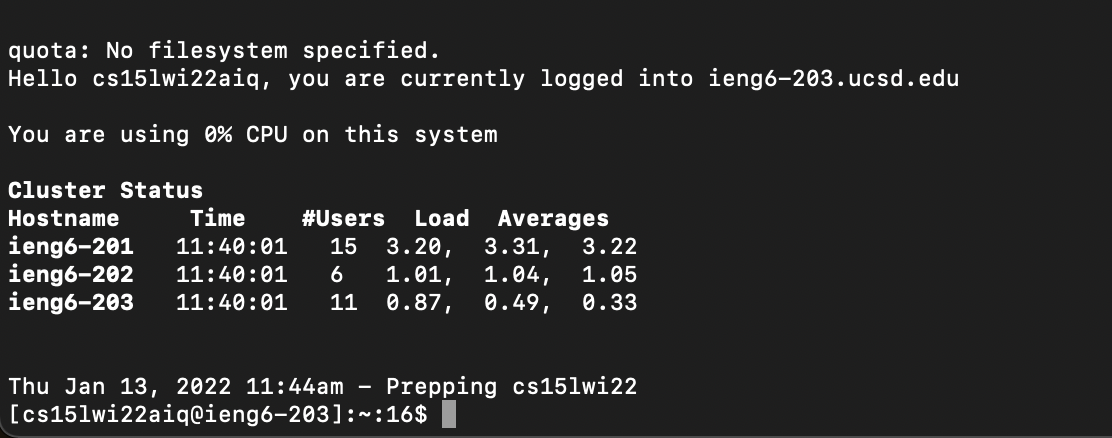 quota: No filesystem specified.
Hello cs15lwi22aiq, you are currently logged into ieng6-203.ucsd.edu
You are using 0% CPU on this system
Cluster Status
Hostname     Time    #Users  Load  Averages
ieng6-201   11:40:01   15  3.20,  3.31,  3.22
ieng6-202   11:40:01   6   1.01,  1.04,  1.05
ieng6-203   11:40:01   11  0.87,  0.49,  0.33
Thu Jan 13, 2022 11:44am - Prepping cs15lwi22
[cs15lwi22aiq@ieng6-203]:~:16$